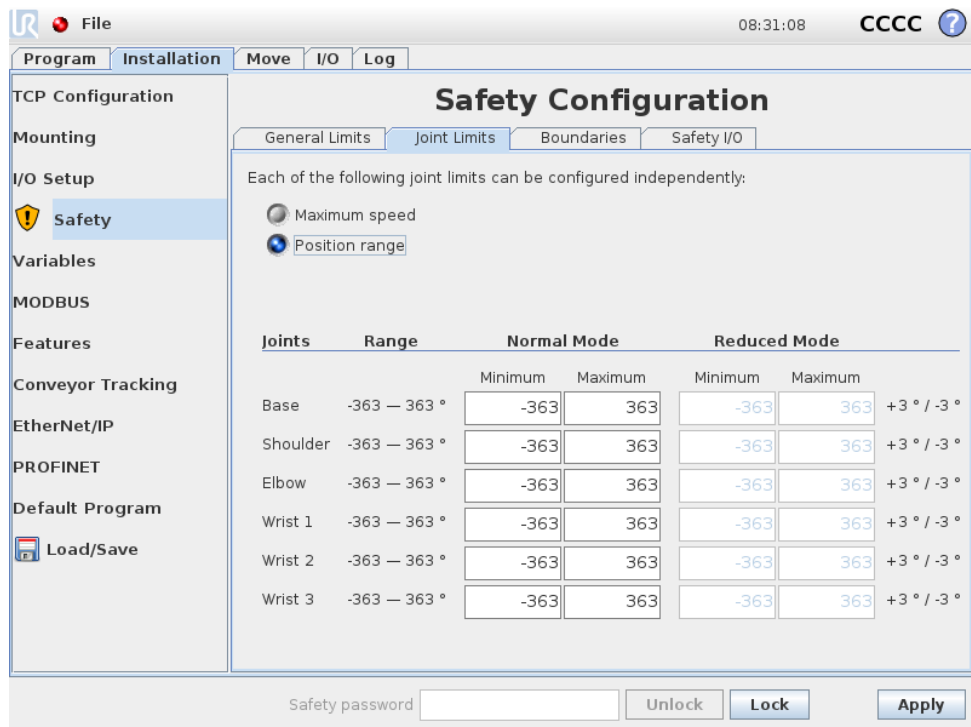 UR File 08:31:08 CCCC ?
Program Installation Move I/O Log
TCP Configuration
Mounting
I/O Setup
Safety
Variables
MODBUS
Features
Conveyor Tracking
EtherNet/IP
PROFINET
Default Program
Load/Save
Safety Configuration
General Limits Joint Limits Boundaries Safety I/O
Each of the following joint limits can be configured independently:
Maximum speed
Position range
Joints Range Normal Mode Reduced Mode
Minimum Maximum Minimum Maximum
Base -363 — 363 ° -363 363 -363 363 +3 ° / -3 °
Shoulder -363 — 363 ° -363 363 -363 363 +3 ° / -3 °
Elbow -363 — 363 ° -363 363 -363 363 +3 ° / -3 °
Wrist 1 -363 — 363 ° -363 363 -363 363 +3 ° / -3 °
Wrist 2 -363 — 363 ° -363 363 -363 363 +3 ° / -3 °
Wrist 3 -363 — 363 ° -363 363 -363 363 +3 ° / -3 °
Safety password Unlock Lock Apply